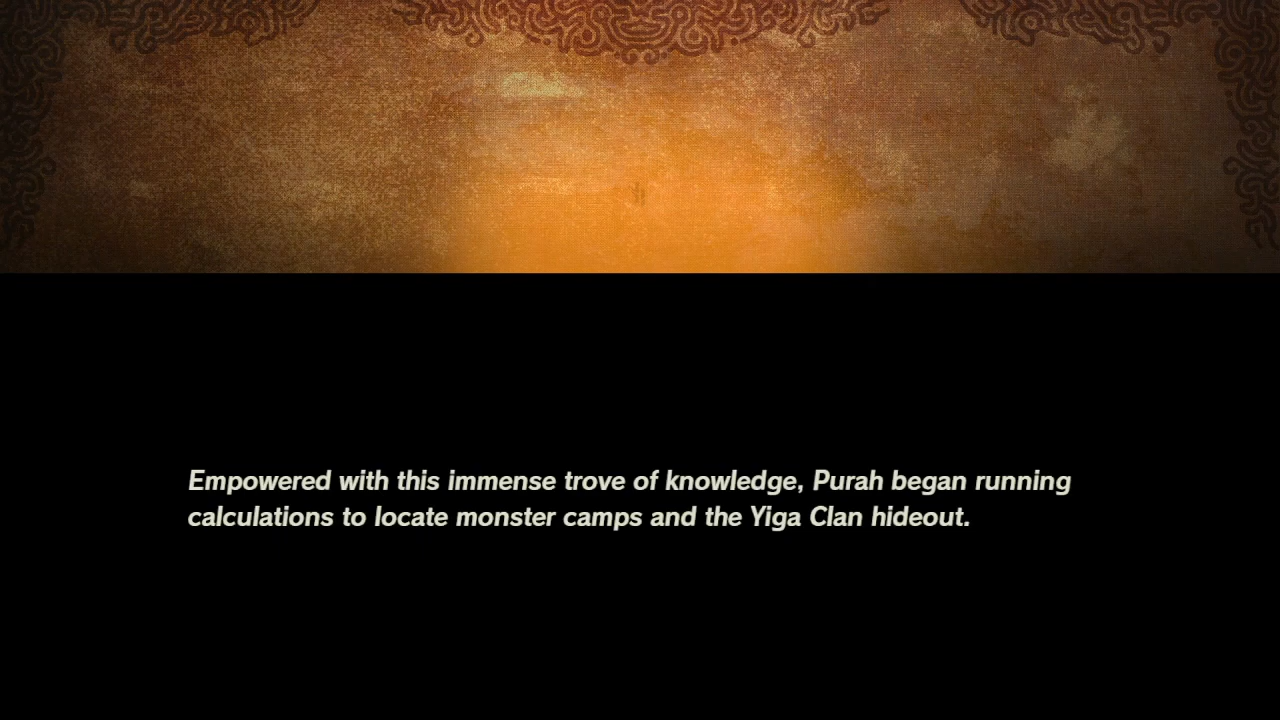 Empowered with this immense trove of knowledge, Purah began running
calculations to locate monster camps and the Yiga Clan hideout.